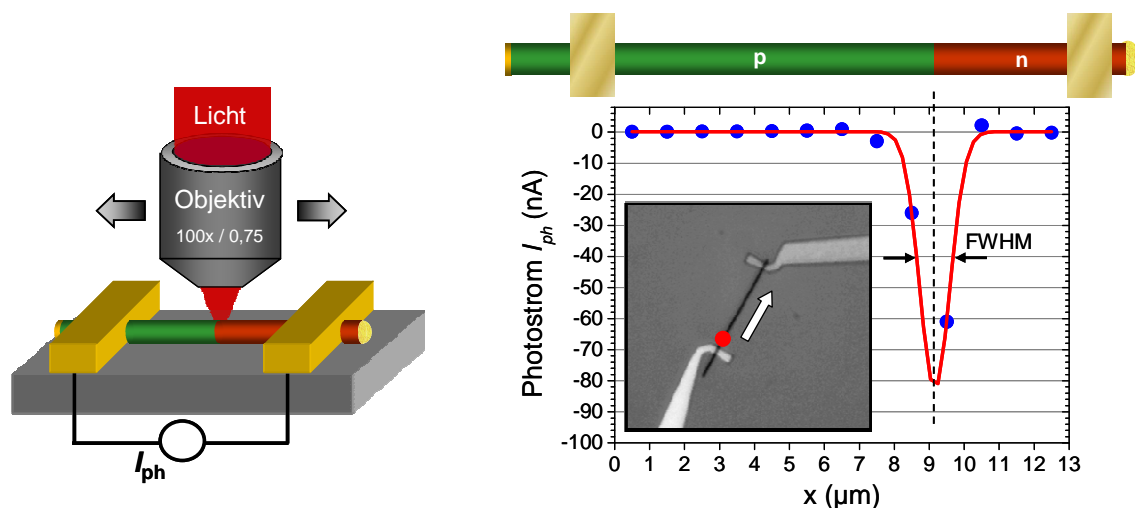 Licht
Objektiv
100x / 0,75
Iph
p
n
Photostrom Iph (nA)
0
-10
-20
-30
-40
-50
-60
-70
-80
-90
-100
FWHM
0 1 2 3 4 5 6 7 8 9 10 11 12 13
x (µm)